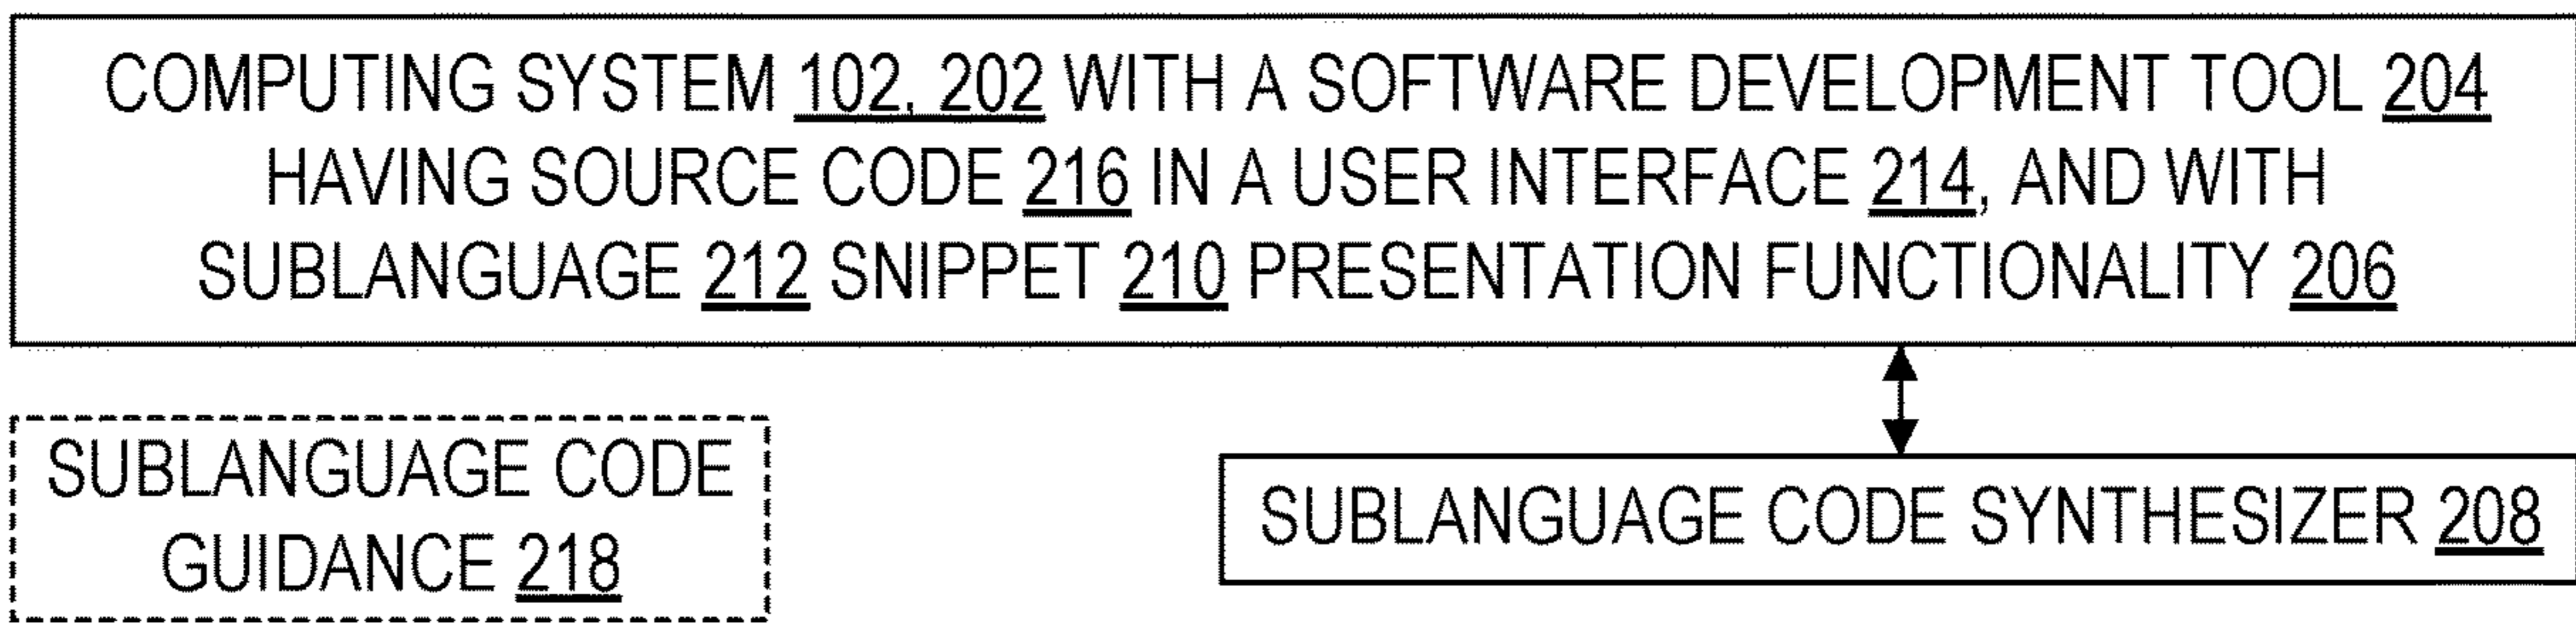 COMPUTING SYSTEM 102, 202 WITH A SOFTWARE DEVELOPMENT TOOL 204
HAVING SOURCE CODE 216 IN A USER INTERFACE 214, AND WITH
SUBLANGUAGE 212 SNIPPET 210 PRESENTATION FUNCTIONALITY 206
SUBLANGUAGE CODE
GUIDANCE 218
SUBLANGUAGE CODE SYNTHESIZER 208